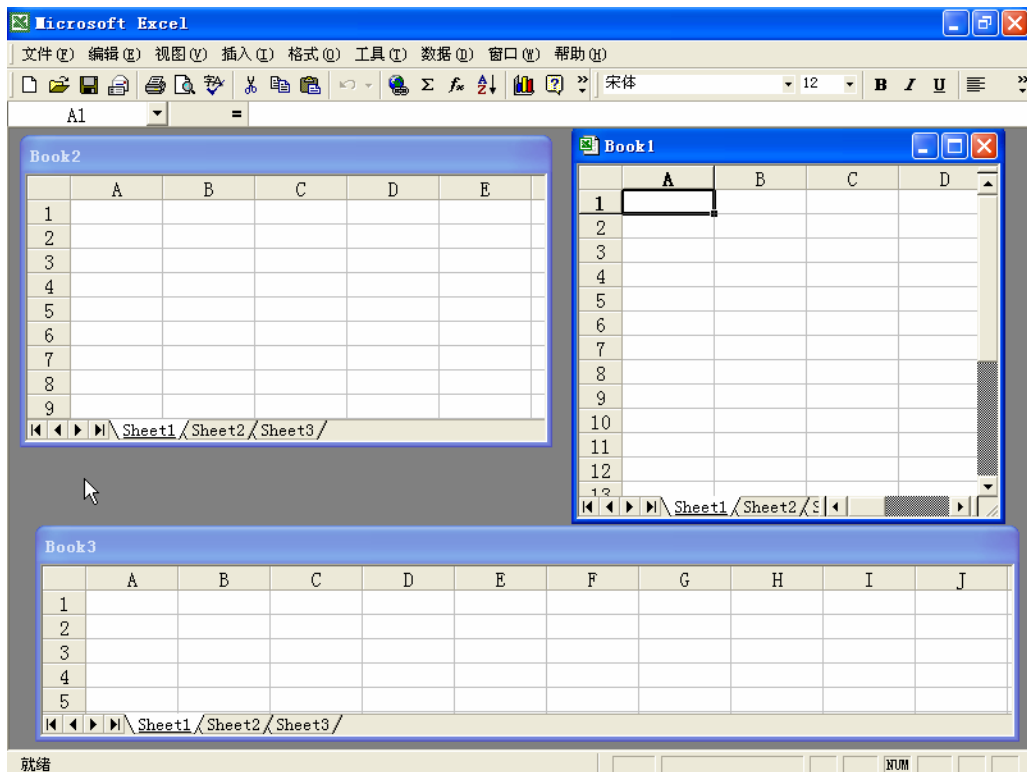 Microsoft Excel
文件(F) 编辑(E) 视图(V) 插入(I) 格式(O) 工具(T) 数据(D) 窗口(W) 帮助(H)
宋体 12 B I U
A1 =
Book2
A B C D E
1
2
3
4
5
6
7
8
9
Sheet1 Sheet2 Sheet3
Book1
A B C D
1
2
3
4
5
6
7
8
9
10
11
12
13
Sheet1 Sheet2 S
Book3
A B C D E F G H I J
1
2
3
4
5
Sheet1 Sheet2 Sheet3
就绪 NUM